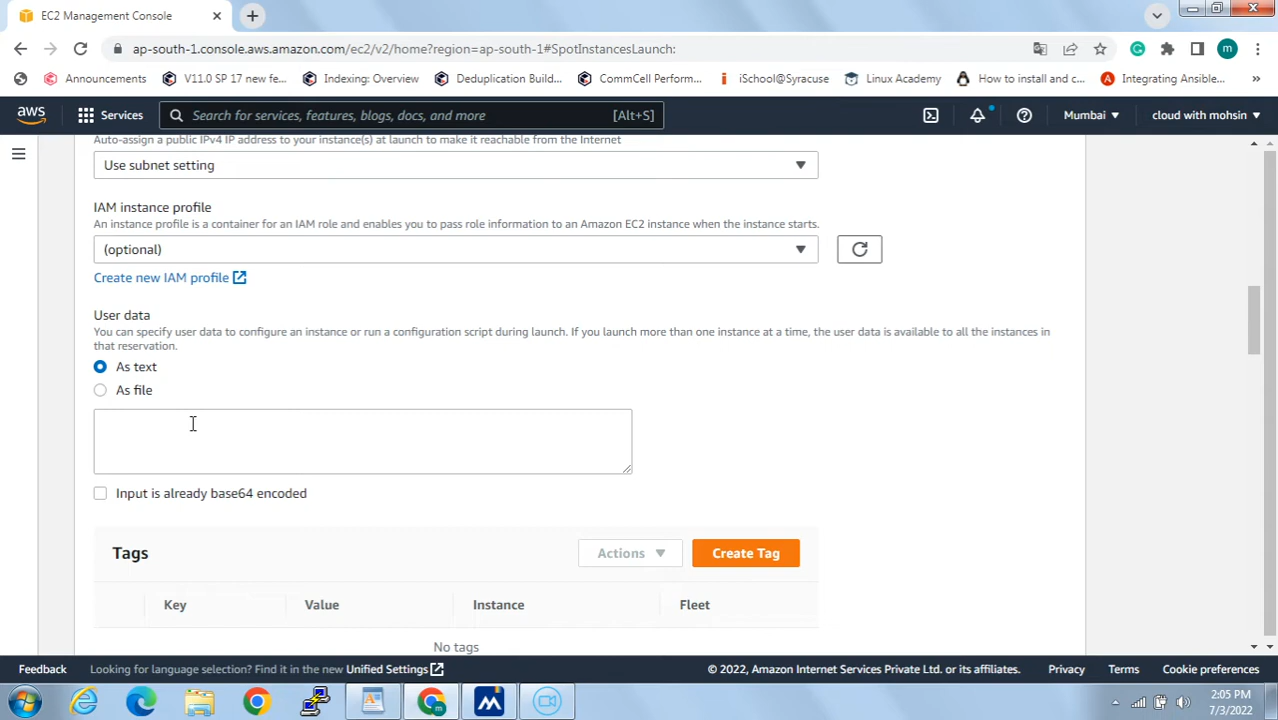 EC2 Management Console
ap-south-1.console.aws.amazon.com/ec2/v2/home?region=ap-south-1#SpotInstancesLaunch:
m
Announcements
V11.0 SP 17 new fe...
Indexing: Overview
Deduplication Build...
CommCell Perform...
iSchool@Syracuse
Linux Academy
How to install and c...
Integrating Ansible...
»
aws
Services
Search for services, features, blogs, docs, and more
[Alt+S]
Mumbai
cloud with mohsin
Auto-assign a public IPv4 IP address to your instance(s) at launch to make it reachable from the Internet
Use subnet setting
IAM instance profile
An instance profile is a container for an IAM role and enables you to pass role information to an Amazon EC2 instance when the instance starts.
(optional)
Create new IAM profile
User data
You can specify user data to configure an instance or run a configuration script during launch. If you launch more than one instance at a time, the user data is available to all the instances in
that reservation.
As text
As file
Input is already base64 encoded
Tags
Actions
Create Tag
Key Value Instance Fleet
No tags
Feedback
Looking for language selection? Find it in the new Unified Settings
© 2022, Amazon Internet Services Private Ltd. or its affiliates.
Privacy
Terms
Cookie preferences
2:05 PM
7/3/2022